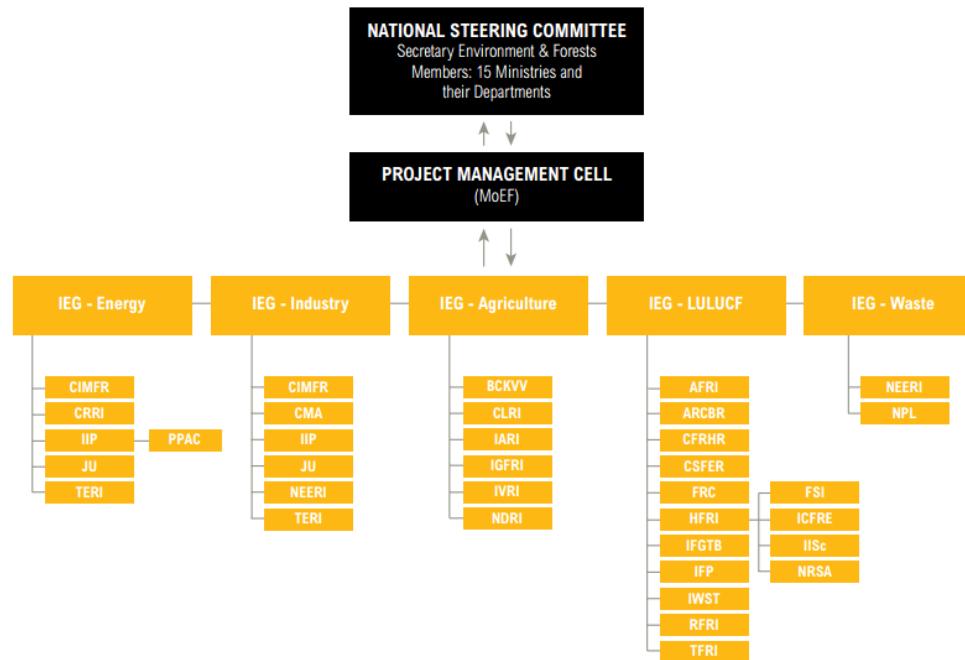 NATIONAL STEERING COMMITTEE
Secretary Environment & Forests
Members: 15 Ministries and
their Departments
PROJECT MANAGEMENT CELL
(MoEF)
IEG - Energy
IEG - Industry
IEG - Agriculture
IEG - LULUCF
IEG - Waste
CIMFR
CRRI
IIP
PPAC
JU
TERI
CIMFR
CMA
IIP
JU
NEERI
TERI
BCKVV
CLRI
IARI
IGFRI
IVRI
NDRI
AFRI
ARCBR
CFRHR
CSFER
FRC
HFRI
IFGTB
IFP
IWST
RFRI
TFRI
FSI
ICFRE
IISc
NRSA
NEERI
NPL